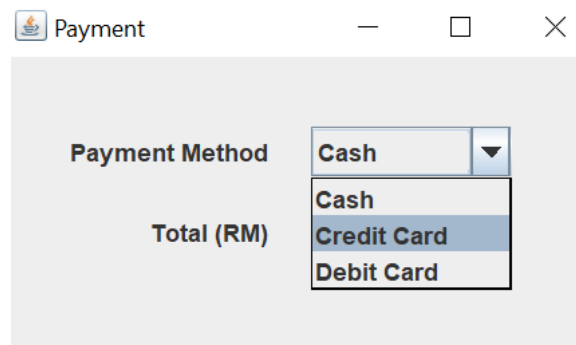 Payment
Payment Method Cash
Cash
Total (RM) Credit Card
Debit Card